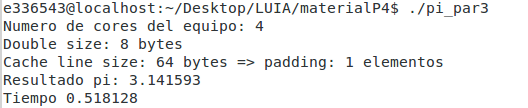 e336543@localhost:~/Desktop/LUIA/materialP4$ ./pi_par3
Numero de cores del equipo: 4
Double size: 8 bytes
Cache line size: 64 bytes => padding: 1 elementos
Resultado pi: 3.141593
Tiempo 0.518128